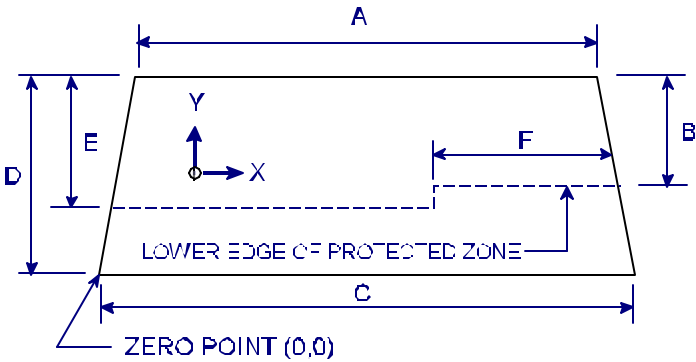 A
Y
E
B
F
D
X
LOWER EDGE OF PROTECTED ZONE
C
ZERO POINT (0,0)